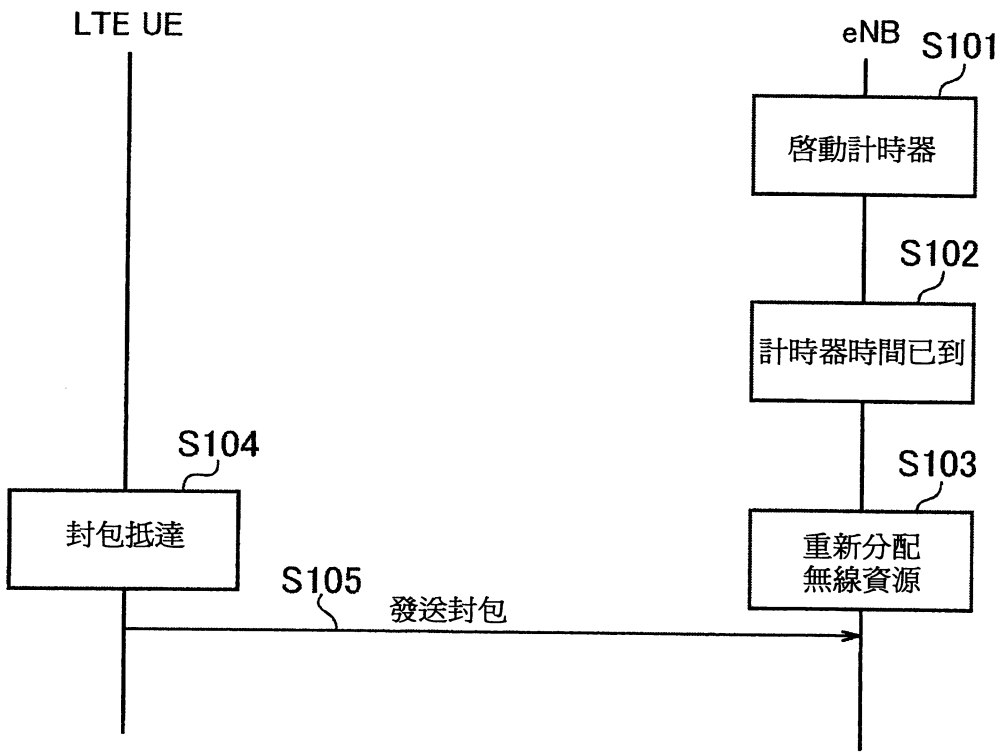 LTE UE
eNB
S101
啓動計時器
S102
計時器時間已到
S104
封包抵達
S103
重新分配
無線資源
S105
發送封包